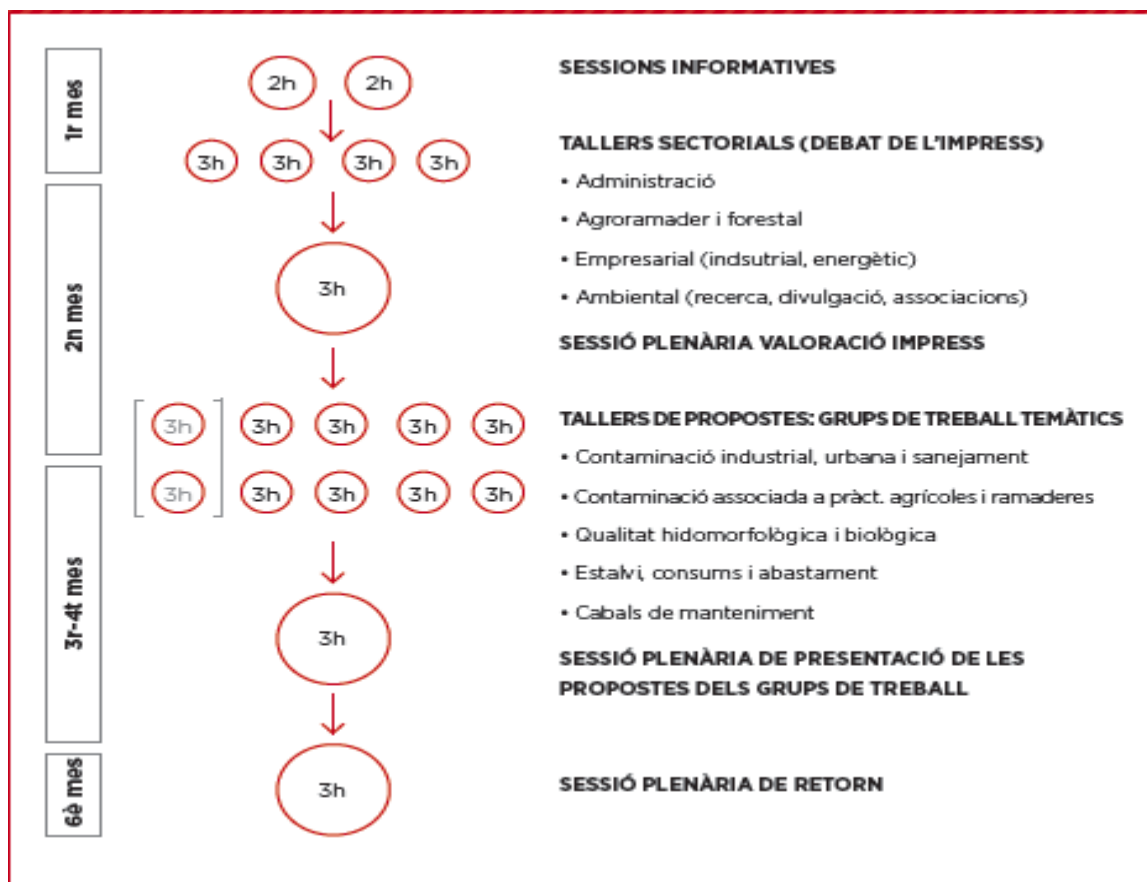 1r mes
2h 2h
SESSIONS INFORMATIVES
3h 3h 3h 3h
TALLERS SECTORIALS (DEBAT DE L'IMPRESS)
• Administració
• Agroramader i forestal
• Empresarial (indsutrial, energètic)
• Ambiental (recerca, divulgació, associacions)
2n mes
3h
SESSIÓ PLENÀRIA VALORACIÓ IMPRESS
3h 3h 3h 3h 3h
3h 3h 3h 3h 3h
TALLERS DE PROPOSTES: GRUPS DE TREBALL TEMÀTICS
• Contaminació industrial, urbana i sanejament
• Contaminació associada a pràct. agrícoles i ramaderes
• Qualitat hidomorfològica i biològica
• Estalvi, consums i abastament
• Cabals de manteniment
3r-4t mes
3h
SESSIÓ PLENÀRIA DE PRESENTACIÓ DE LES
PROPOSTES DELS GRUPS DE TREBALL
6è mes
3h
SESSIÓ PLENÀRIA DE RETORN